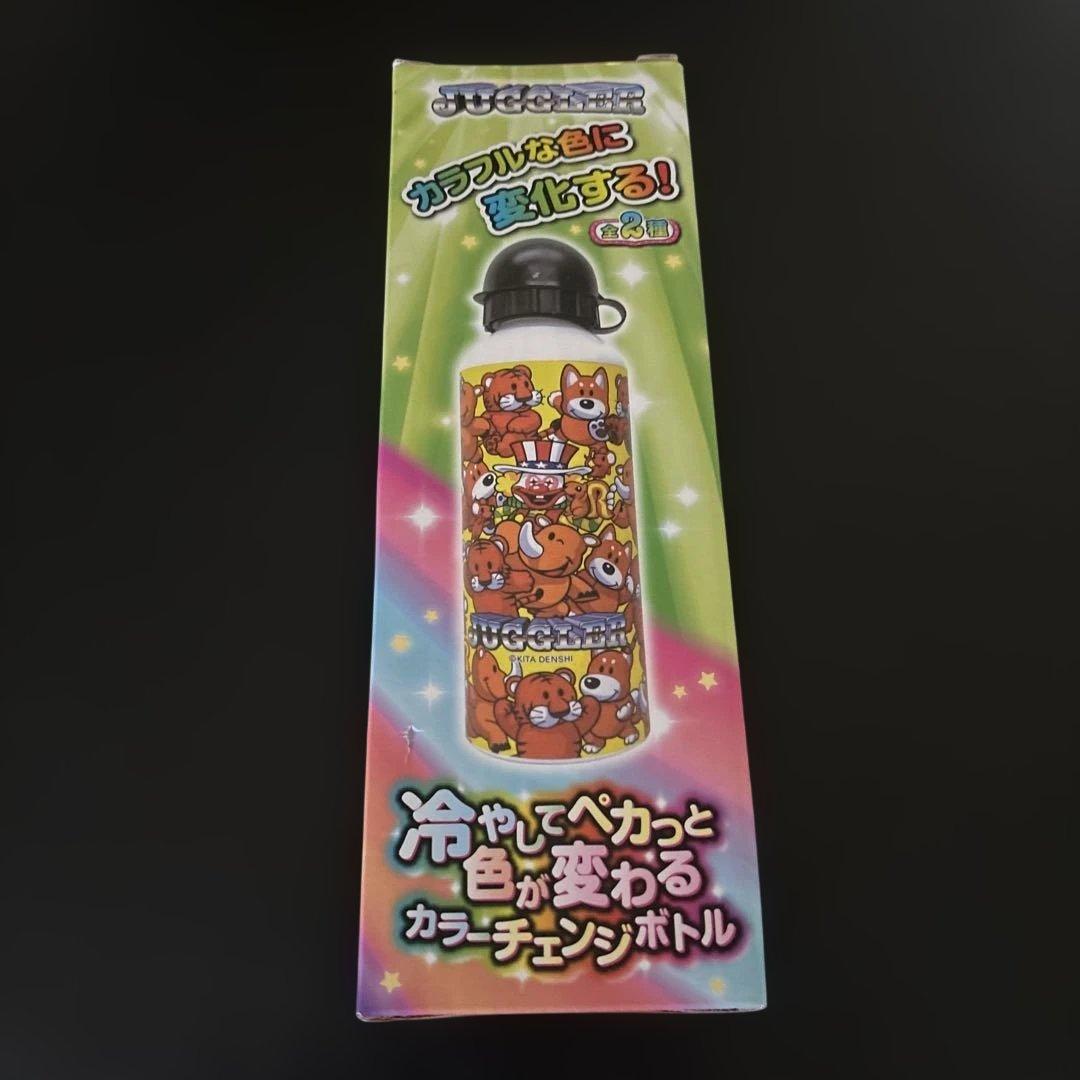 JUGGLER
カラフルな色に
変化する!
全2種
JUGGLER
©KITA DENSHI
冷やしてペカっと
色が変わる
カラーチェンジボトル